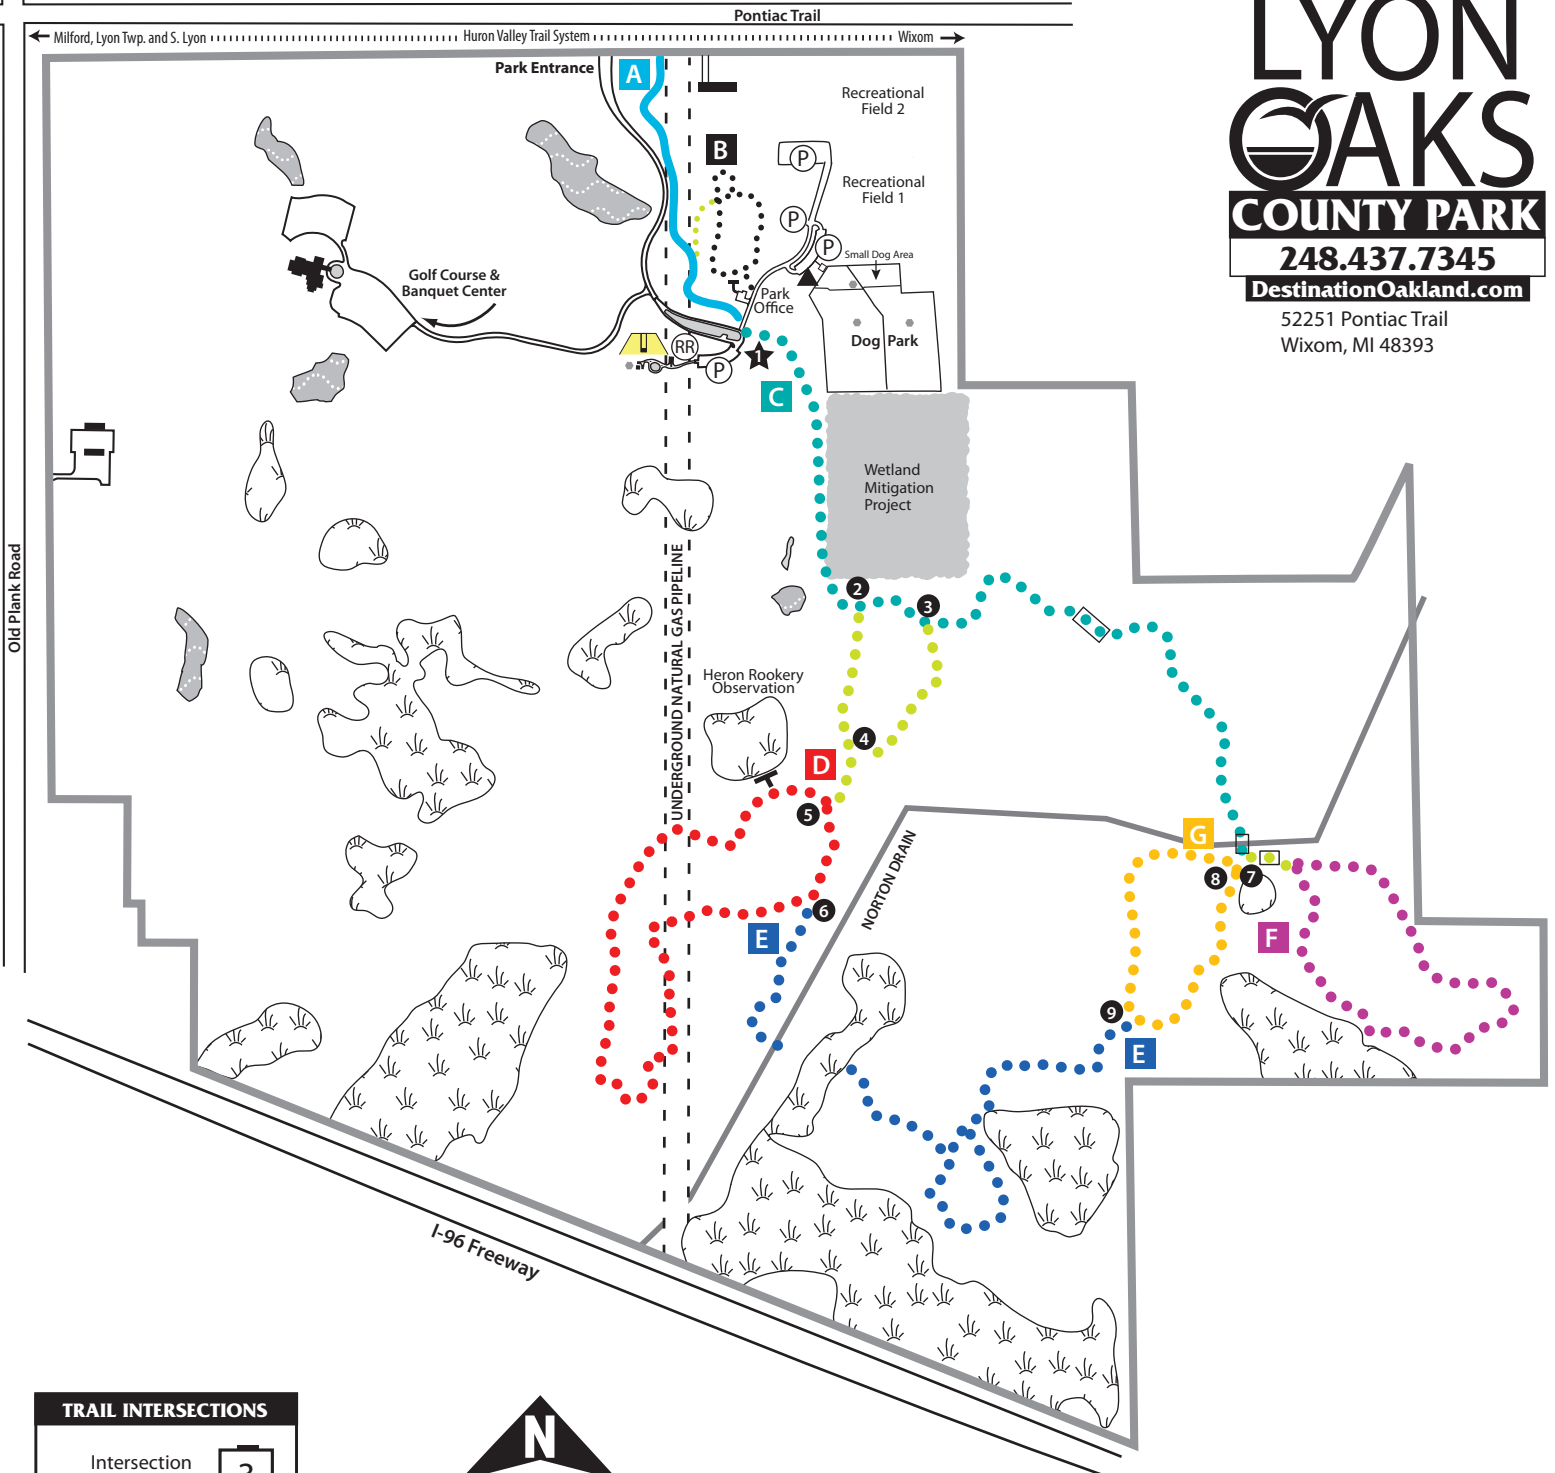 Pontiac Trail
Milford, Lyon Twp. and S. Lyon
Huron Valley Trail System
Wixom
LYON
OAKS
COUNTY PARK
248.437.7345
DestinationOakland.com
52251 Pontiac Trail
Wixom, MI 48393
Park Entrance
A
Recreational
Field 2
B
P
Recreational
Field 1
P
P
Small Dog Area
Golf Course &
Banquet Center
Park
Office
Dog Park
RR
P
1
C
Wetland
Mitigation
Project
Old Plank Road
UNDERGROUND NATURAL GAS PIPELINE
2
3
Heron Rookery
Observation
4
D
5
NORTON DRAIN
G
8
7
6
E
F
9
E
I-96 Freeway
TRAIL INTERSECTIONS
Intersection
N